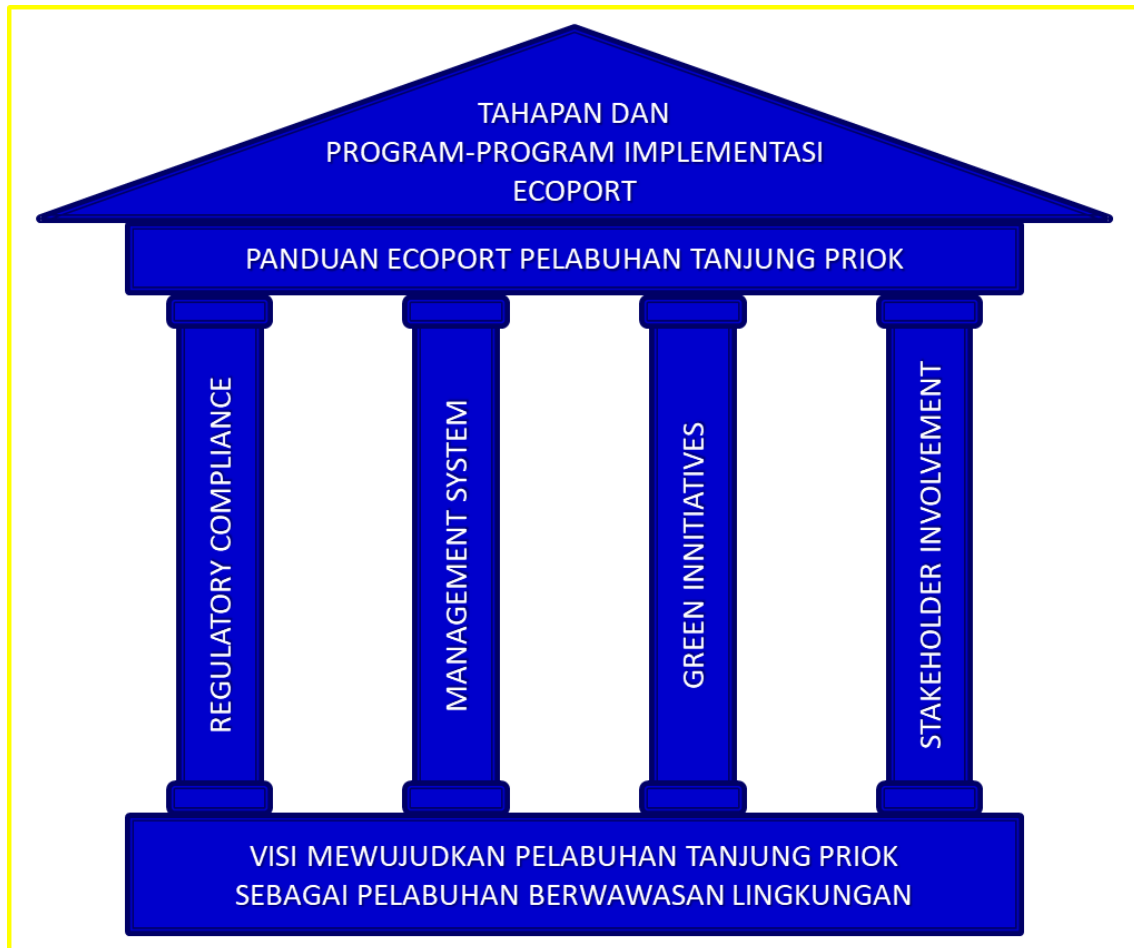 TAHAPAN DAN
PROGRAM-PROGRAM IMPLEMENTASI
ECOPORT
PANDUAN ECOPORT PELABUHAN TANJUNG PRIOK
REGULATORY COMPLIANCE
MANAGEMENT SYSTEM
GREEN INNITIATIVES
STAKEHOLDER INVOLVEMENT
VISI MEWUJUDKAN PELABUHAN TANJUNG PRIOK
SEBAGAI PELABUHAN BERWAWASAN LINGKUNGAN